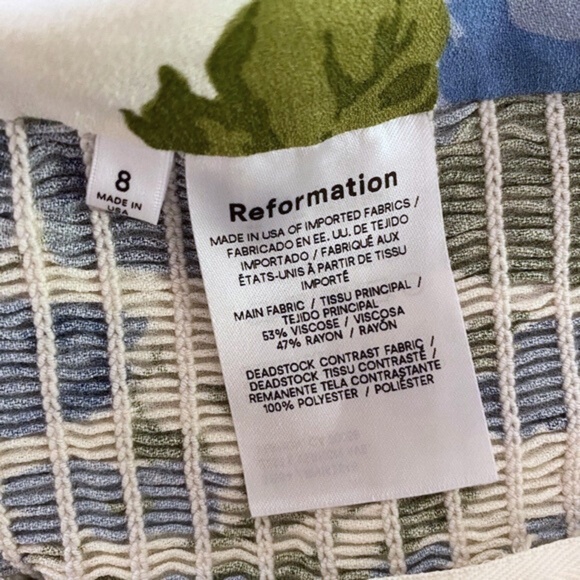 8
MADE IN
USA
Reformation
MADE IN USA OF IMPORTED FABRICS /
FABRICADO EN EE. UU. DE TEJIDO
IMPORTADO / FABRIQUÉ AUX
ÉTATS-UNIS À PARTIR DE TISSU
IMPORTÉ
MAIN FABRIC / TISSU PRINCIPAL /
TEJIDO PRINCIPAL
53% VISCOSE / VISCOSA
47% RAYON / RAYÓN
DEADSTOCK CONTRAST FABRIC /
DEADSTOCK TISSU CONTRASTÉ /
REMANENTE TELA CONTRASTANTE
100% POLYESTER / POLIÉSTER